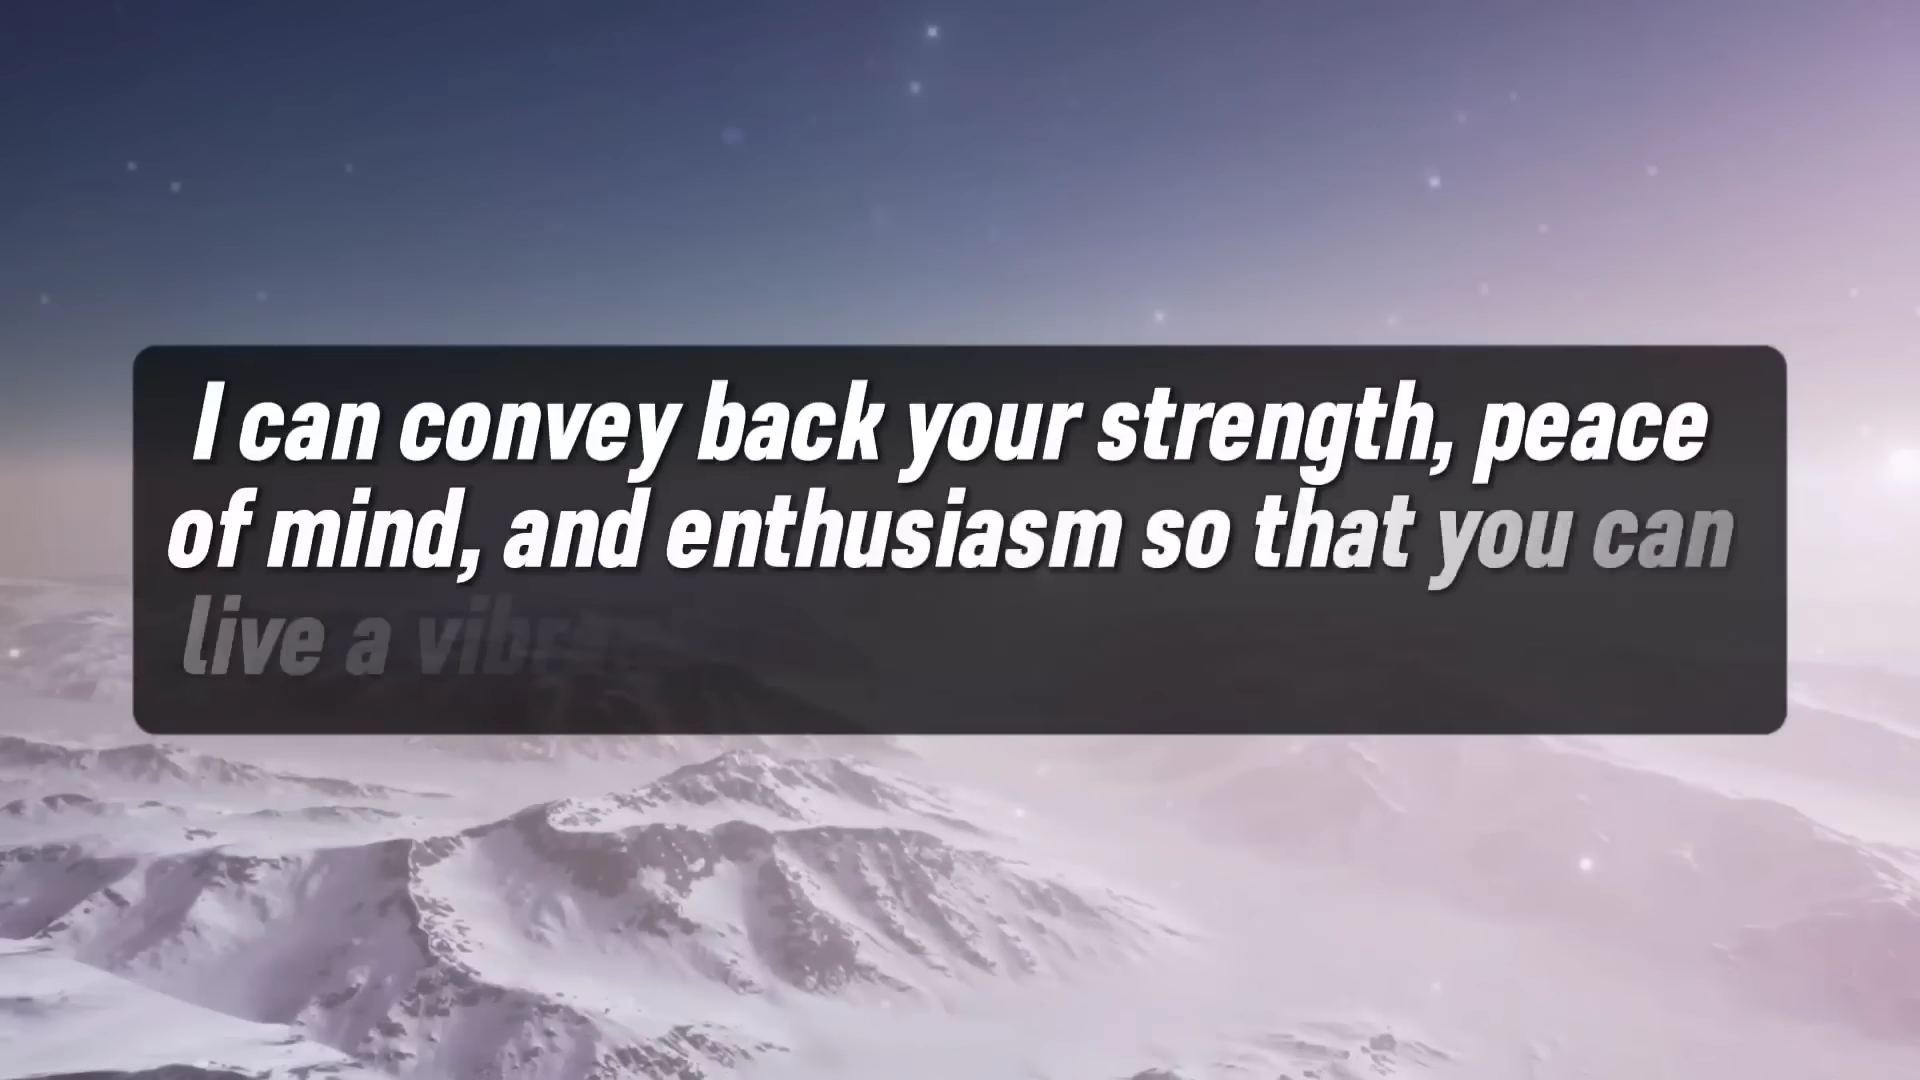 I can convey back your strength, peace
of mind, and enthusiasm so that you can
live a